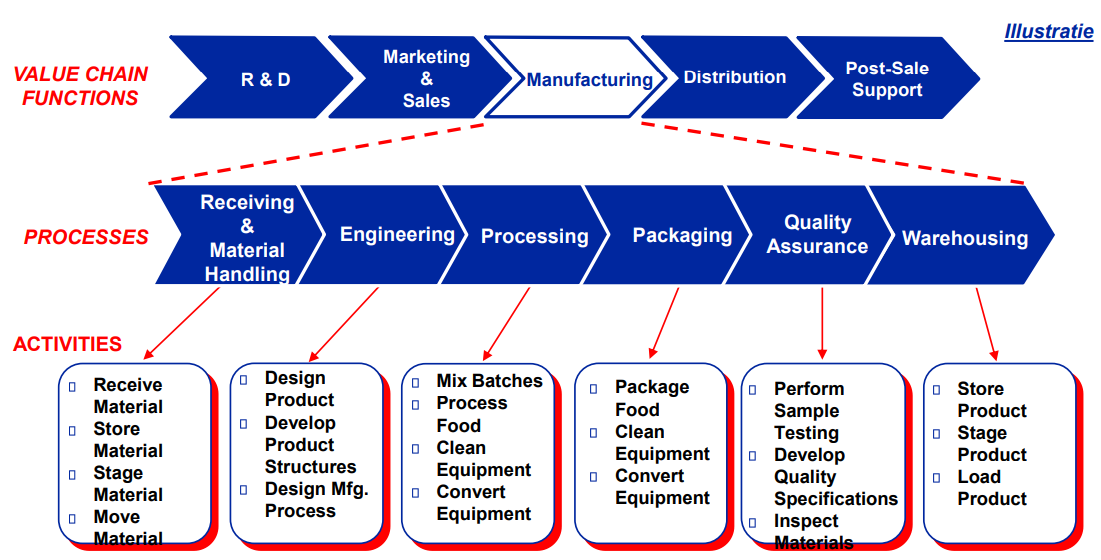 Illustratie
VALUE CHAIN
FUNCTIONS
R & D
Marketing
&
Sales
Manufacturing
Distribution
Post-Sale
Support
PROCESSES
Receiving
&
Material
Handling
Engineering
Processing
Packaging
Quality
Assurance
Warehousing
ACTIVITIES
Receive
Material
Store
Material
Stage
Material
Move
Material
Design
Product
Develop
Product
Structures
Design Mfg.
Process
Mix Batches
Process
Food
Clean
Equipment
Convert
Equipment
Package
Food
Clean
Equipment
Convert
Equipment
Perform
Sample
Testing
Develop
Quality
Specifications
Inspect
Materials
Store
Product
Stage
Product
Load
Product